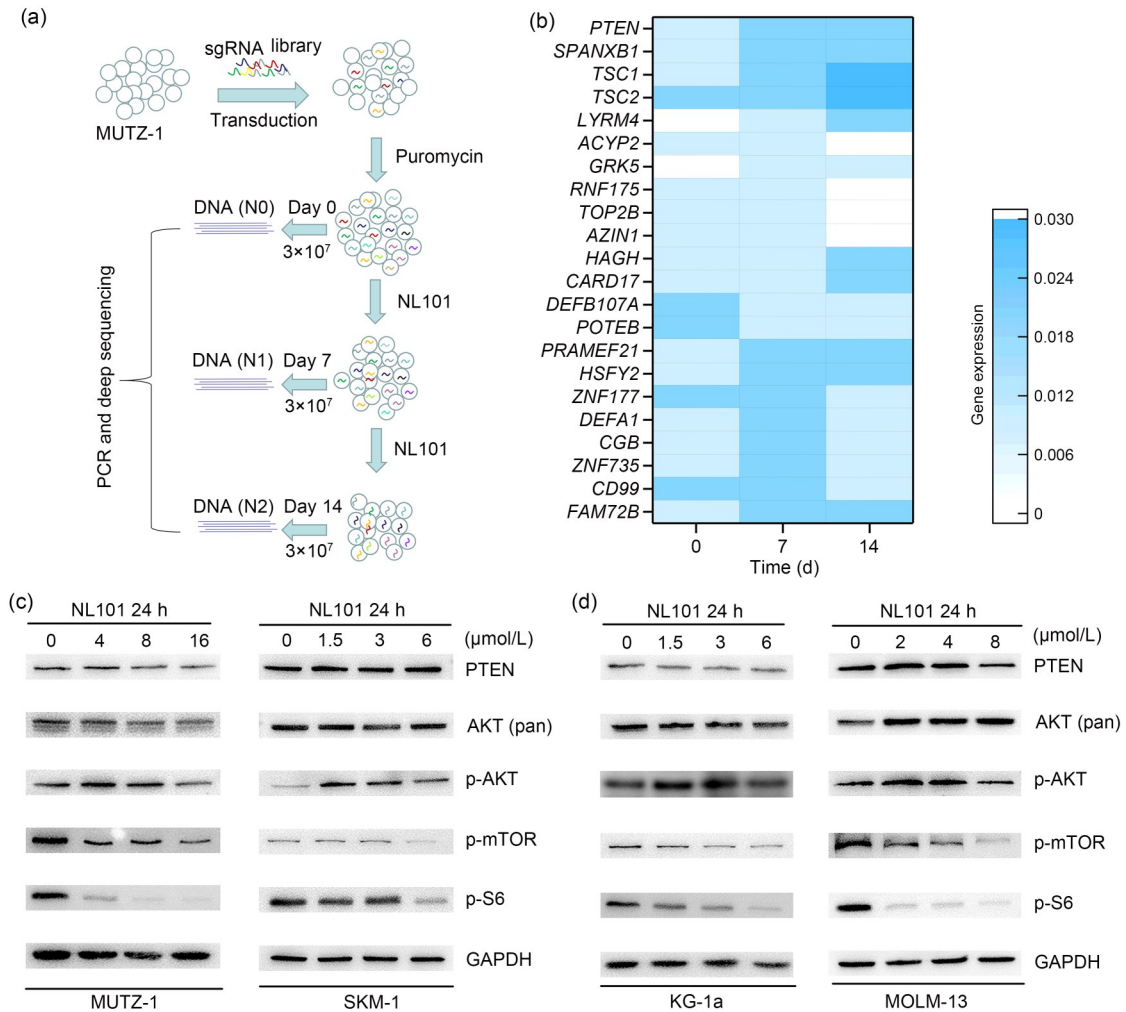 (a)
sgRNA library
MUTZ-1
Transduction
Puromycin
DNA (N0) Day 0
3×10⁷
NL101
DNA (N1) Day 7
3×10⁷
NL101
DNA (N2) Day 14
3×10⁷
PCR and deep sequencing
(b)
PTEN
SPANXB1
TSC1
TSC2
LYRM4
ACYP2
GRK5
RNF175
TOP2B
AZIN1
HAGH
CARD17
DEFB107A
POTEB
PRAMEF21
HSFY2
ZNF177
DEFA1
CGB
ZNF735
CD99
FAM72B
0 7 14
Time (d)
Gene expression
0.030
0.024
0.018
0.012
0.006
0
(c)
NL101 24 h NL101 24 h
0 4 8 16 0 1.5 3 6 (μmol/L)
PTEN
AKT (pan)
p-AKT
p-mTOR
p-S6
GAPDH
MUTZ-1 SKM-1
(d)
NL101 24 h NL101 24 h
0 1.5 3 6 0 2 4 8 (μmol/L)
PTEN
AKT (pan)
p-AKT
p-mTOR
p-S6
GAPDH
KG-1a MOLM-13